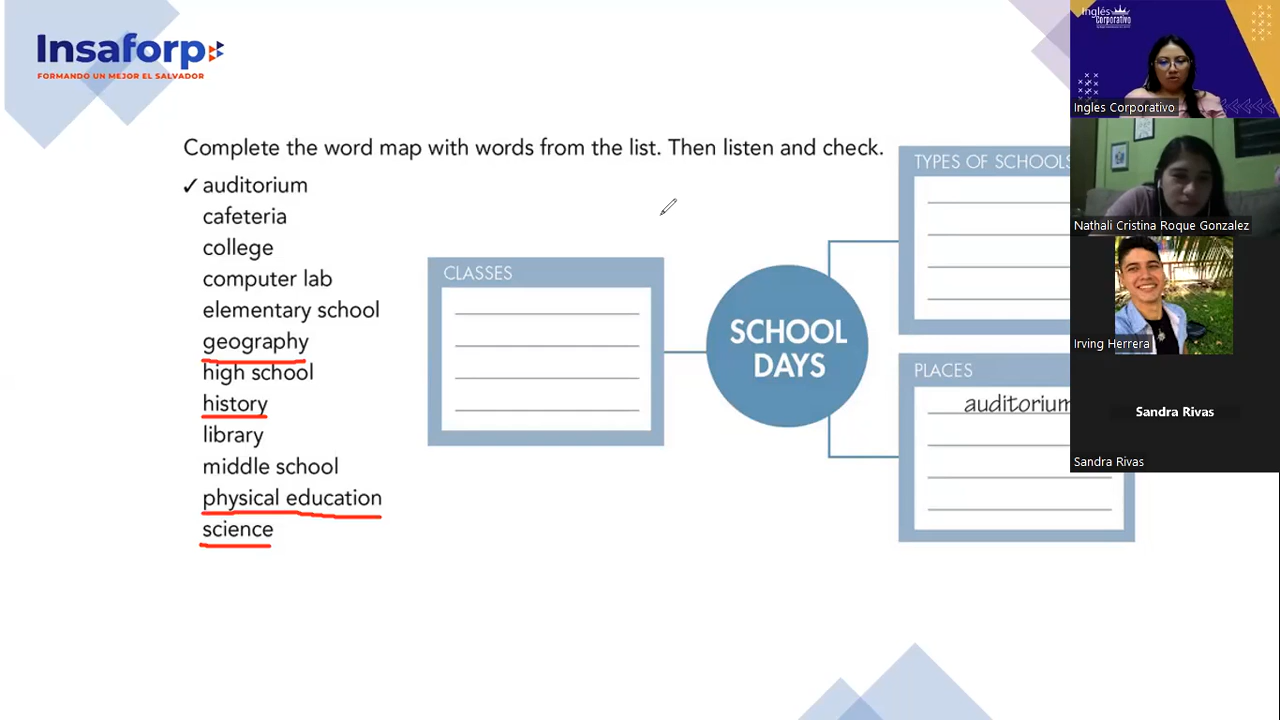 Insaforp
FORMANDO UN MEJOR EL SALVADOR
Complete the word map with words from the list. Then listen and check.
✓ auditorium
cafeteria
college
computer lab
elementary school
geography
high school
history
library
middle school
physical education
science
CLASSES
SCHOOL
DAYS
TYPES OF SCHOOLS
PLACES
auditorium
Inglés
Corporativo
Ingles Corporativo
Nathali Cristina Roque Gonzalez
Irving Herrera
Sandra Rivas
Sandra Rivas